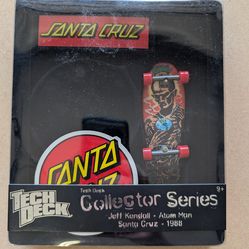 SANTA CRUZ
SANTA
CRUZ
TECH
DECK
Tech Deck
Collector Series
9+
Jeff Kendall - Atom Man
Santa Cruz - 1988